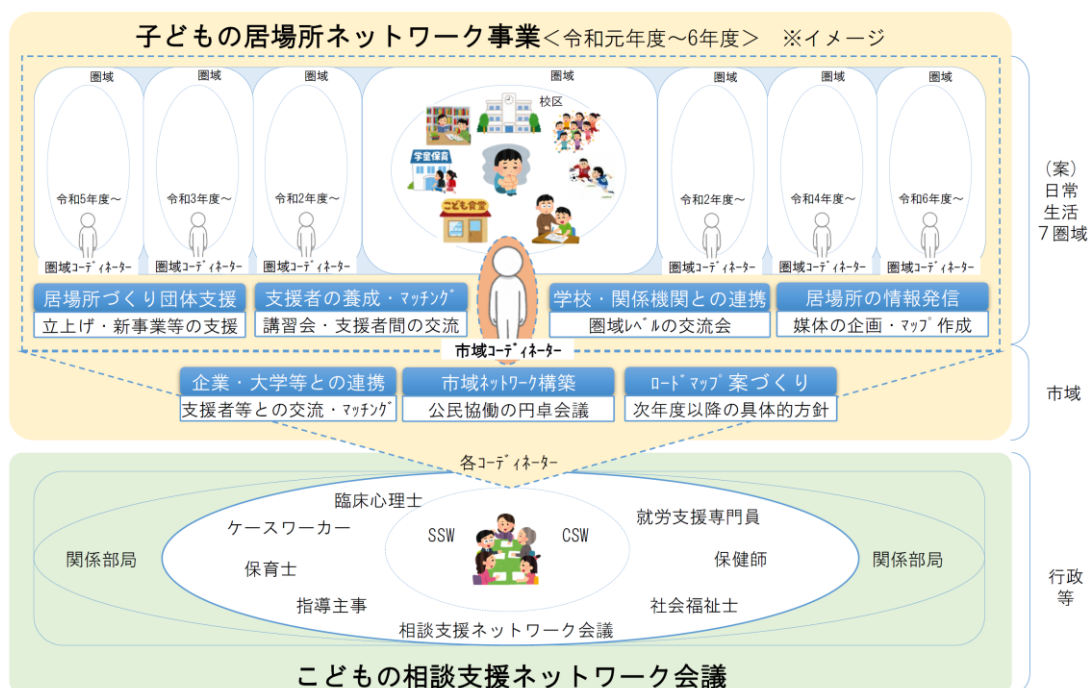 子どもの居場所ネットワーク事業<令和元年度～6年度> ※イメージ
圏域
圏域
圏域
圏域
圏域
圏域
圏域
校区
学童保育
こども食堂
令和5年度～
令和3年度～
令和2年度～
令和2年度～
令和4年度～
令和6年度～
圏域ｺｰﾃﾞｨﾈｰﾀｰ
圏域ｺｰﾃﾞｨﾈｰﾀｰ
圏域ｺｰﾃﾞｨﾈｰﾀｰ
圏域ｺｰﾃﾞｨﾈｰﾀｰ
圏域ｺｰﾃﾞｨﾈｰﾀｰ
圏域ｺｰﾃﾞｨﾈｰﾀｰ
（案）
日常
生活
７圏域
居場所づくり団体支援
立上げ・新事業等の支援
支援者の養成・ﾏｯﾁﾝｸﾞ
講習会・支援者間の交流
学校・関係機関との連携
圏域ﾚﾍﾞﾙの交流会
居場所の情報発信
媒体の企画・ﾏｯﾌﾟ作成
市域ｺｰﾃﾞｨﾈｰﾀｰ
企業・大学等との連携
支援者等との交流・ﾏｯﾁﾝｸﾞ
市域ネットワーク構築
公民協働の円卓会議
ﾛｰﾄﾞﾏｯﾌﾟ案づくり
次年度以降の具体的方針
市域
各ｺｰﾃﾞｨﾈｰﾀｰ
臨床心理士
ケースワーカー
SSW
CSW
就労支援専門員
関係部局
保育士
保健師
関係部局
指導主事
社会福祉士
相談支援ネットワーク会議
行政
等
こどもの相談支援ネットワーク会議